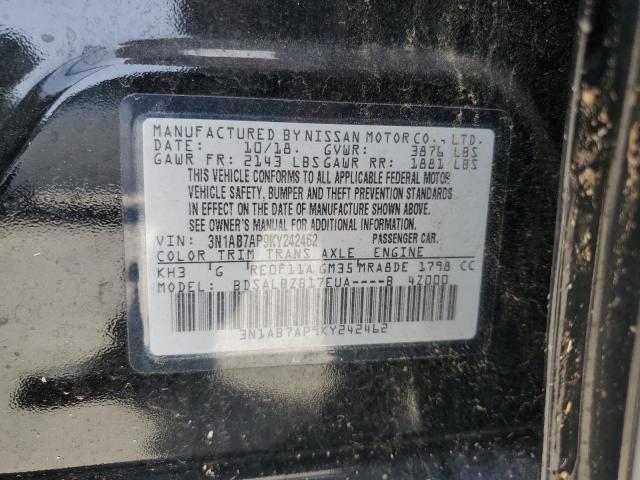 MANUFACTURED BY NISSAN MOTOR CO., LTD.
DATE: 10/18. GVWR: 3876 LBS
GAWR FR: 2143 LBS GAWR RR: 1881 LBS
THIS VEHICLE CONFORMS TO ALL APPLICABLE FEDERAL MOTOR
VEHICLE SAFETY, BUMPER AND THEFT PREVENTION STANDARDS
IN EFFECT ON THE DATE OF MANUFACTURE SHOWN ABOVE.
SEE OWNER'S MANUAL FOR ADDITIONAL INFORMATION.
VIN: 3N1AB7AP9KY242462 PASSENGER CAR.
COLOR TRIM TRANS AXLE ENGINE
KH3 G RE0F11A GM35 MRA8DE 1798 CC
MODEL: BDSALBZB17EUA----B 4Z000
3N1AB7AP9KY242462